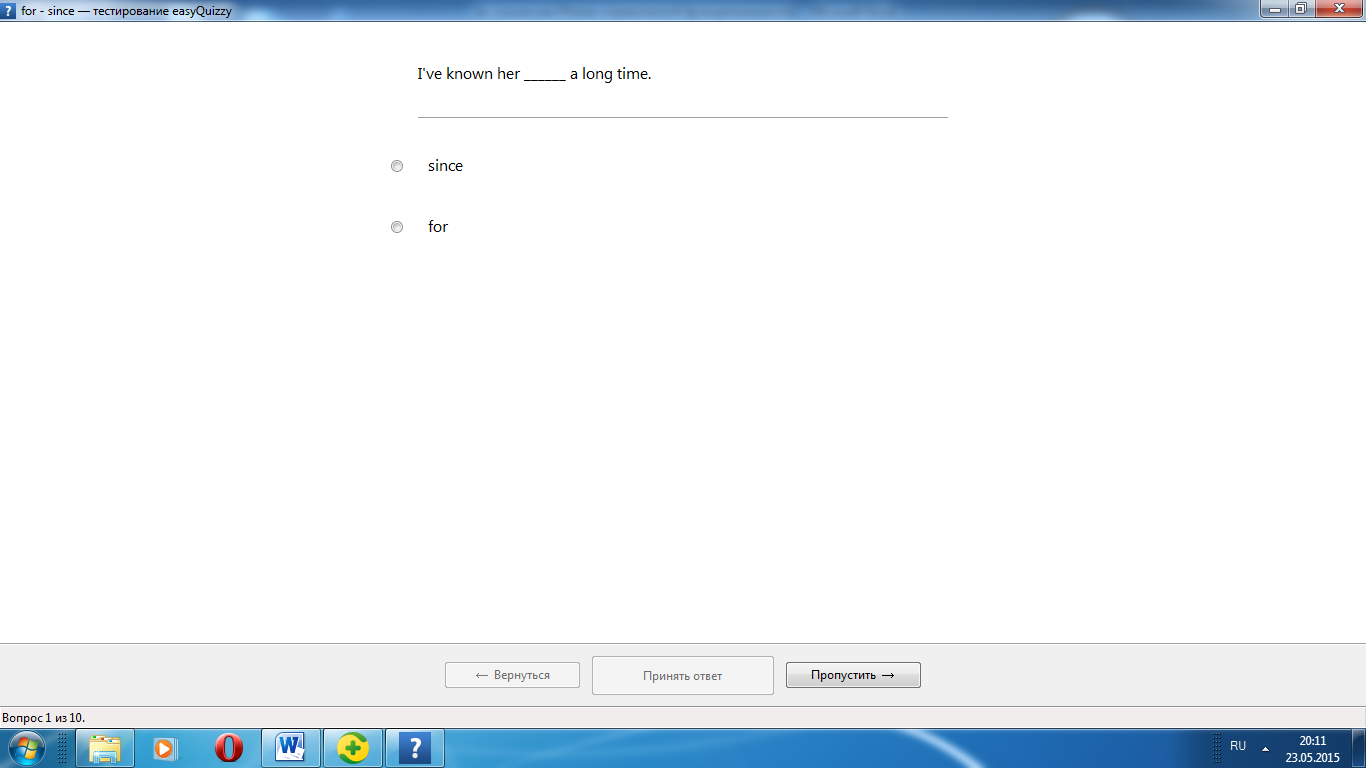 for - since — тестирование easyQuizzy
I've known her ______ a long time.
since
for
← Вернуться
Принять ответ
Пропустить →
Вопрос 1 из 10.
RU
20:11
23.05.2015